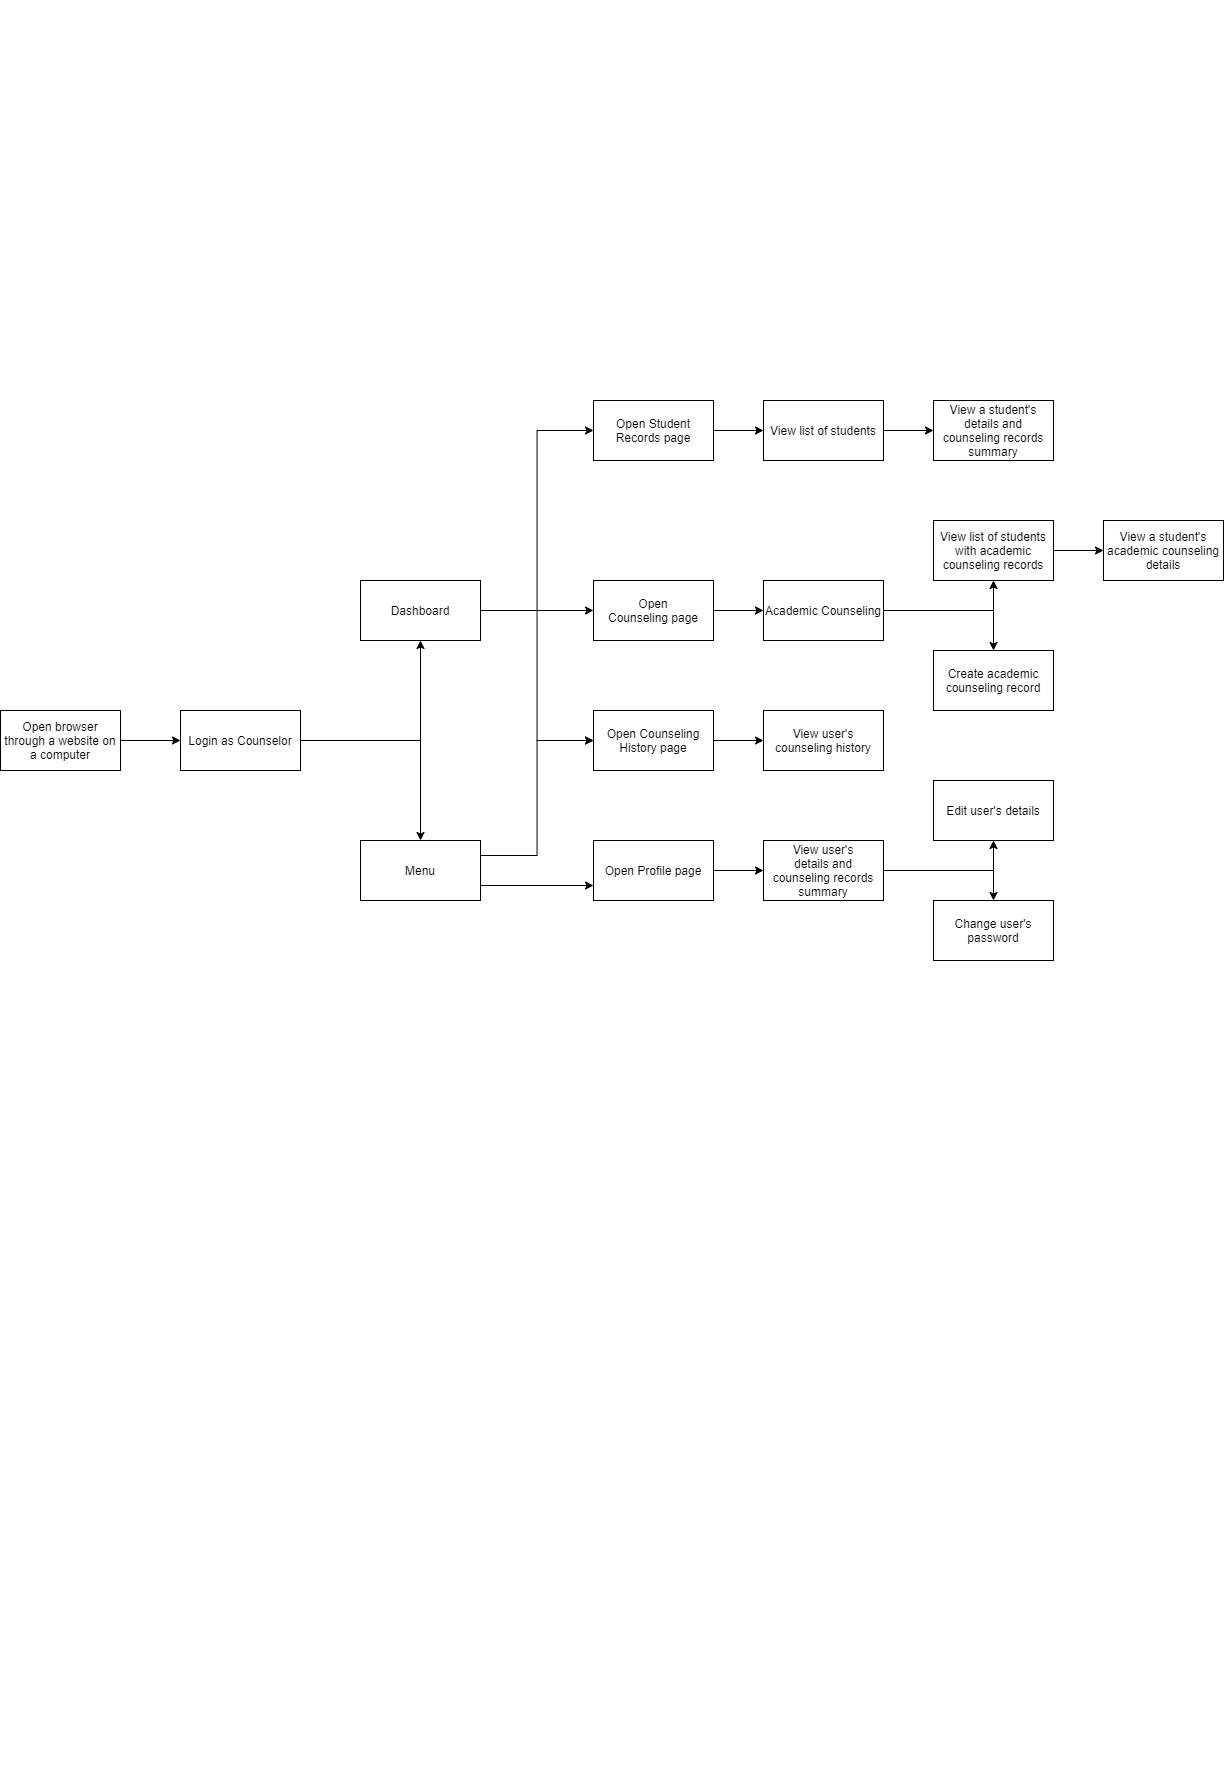 Open browser
through a website on
a computer
Login as Counselor
Dashboard
Menu
Open Student
Records page
View list of students
View a student's
details and
counseling records
summary
Open
Counseling page
Academic Counseling
View list of students
with academic
counseling records
View a student's
academic counseling
details
Create academic
counseling record
Open Counseling
History page
View user's
counseling history
Open Profile page
View user's
details and
counseling records
summary
Edit user's details
Change user's
password